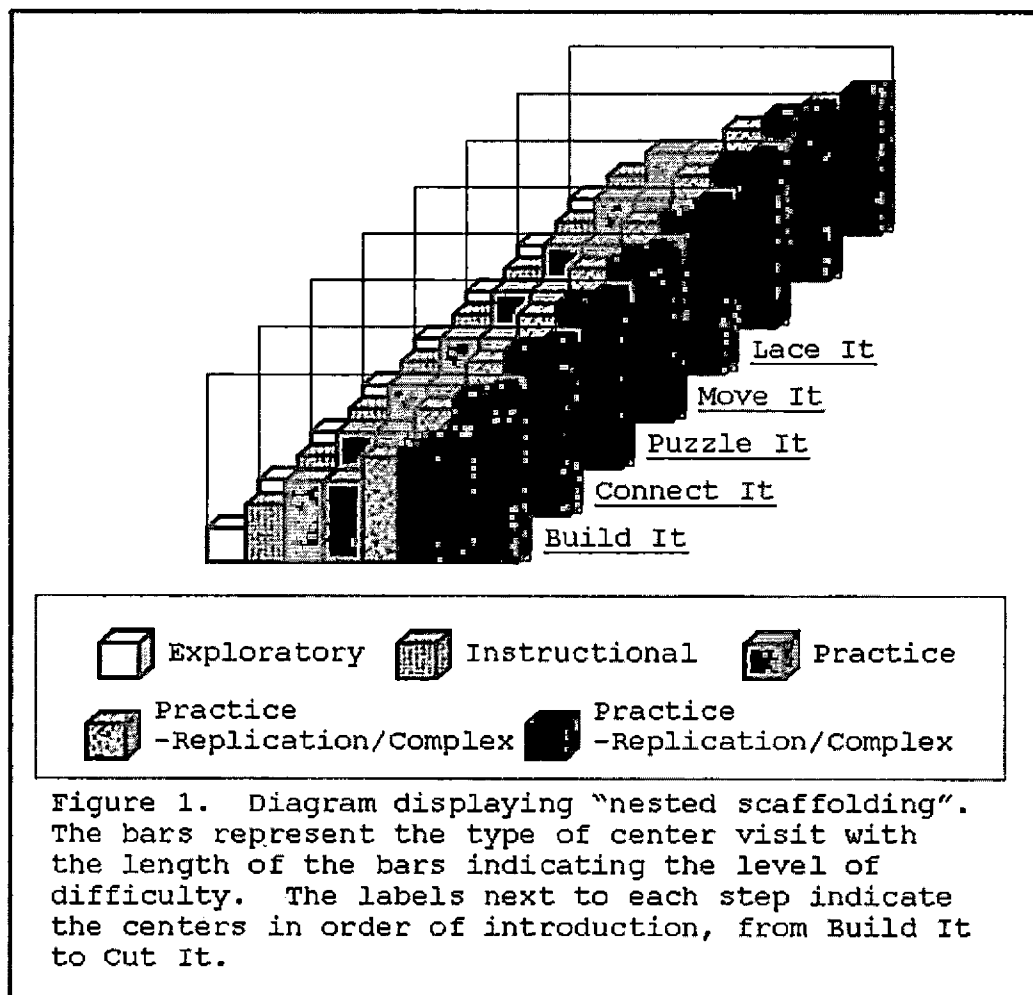 Lace It
Move It
Puzzle It
Connect It
Build It
Exploratory
Instructional
Practice
Practice
-Replication/Complex
Practice
-Replication/Complex
Figure 1. Diagram displaying "nested scaffolding".
The bars represent the type of center visit with
the length of the bars indicating the level of
difficulty. The labels next to each step indicate
the centers in order of introduction, from Build It
to Cut It.